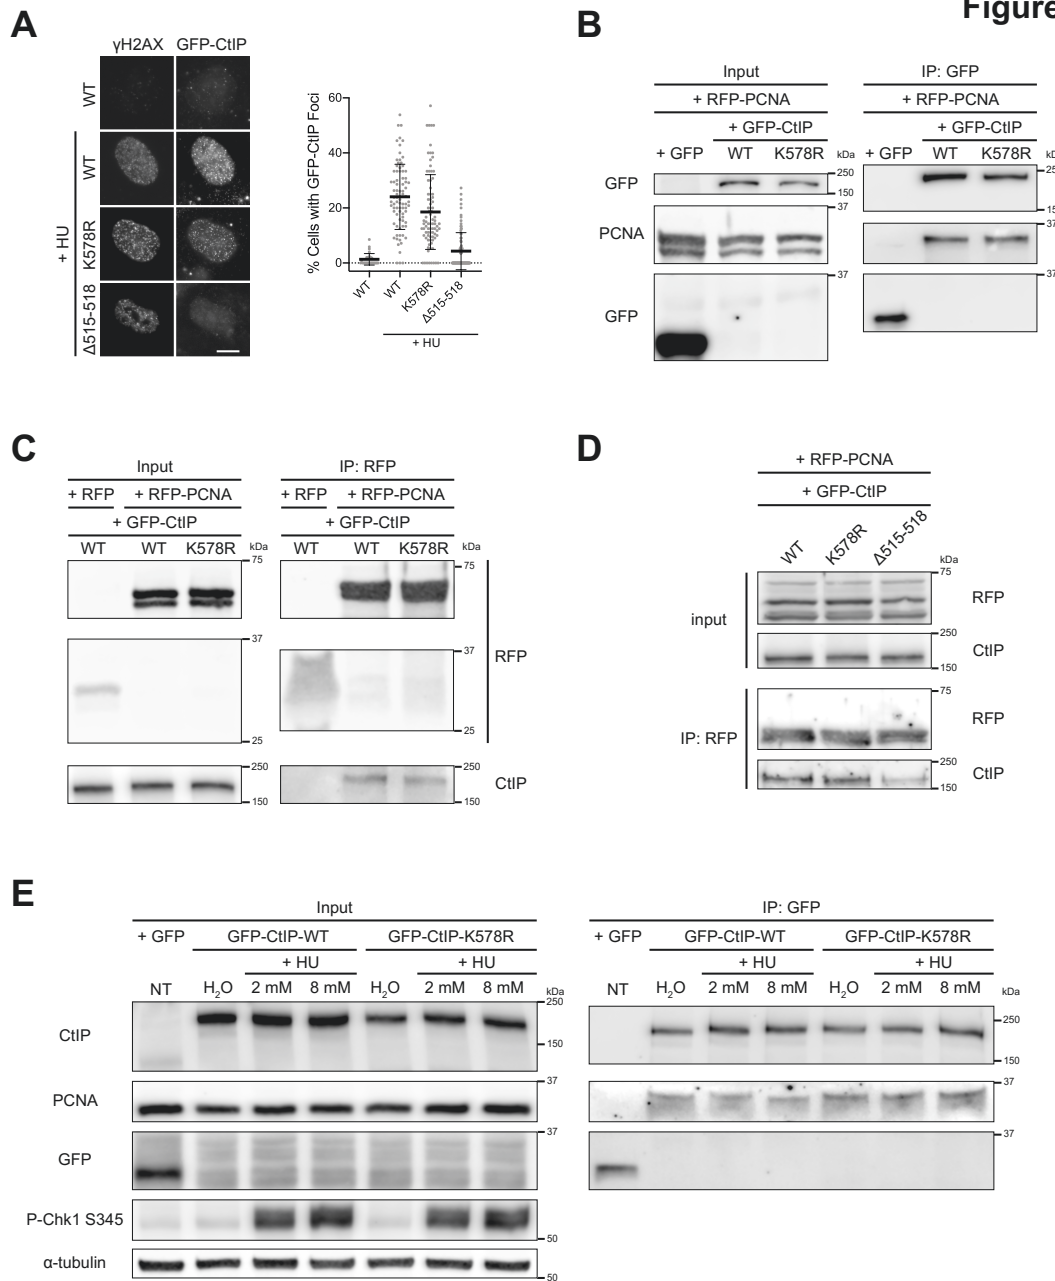 Figure
A
γH2AX GFP-CtIP
WT
WT
K578R
Δ515-518
+ HU
% Cells with GFP-CtIP Foci
60
40
20
0
WT
WT
K578R
Δ515-518
+ HU
B
Input
+ RFP-PCNA
+ GFP-CtIP
+ GFP WT K578R kDa
GFP
250
150
PCNA
37
GFP
37
IP: GFP
+ RFP-PCNA
+ GFP-CtIP
+ GFP WT K578R
37
37
C
Input
+ RFP + RFP-PCNA
+ GFP-CtIP
WT WT K578R kDa
75
37
25
250
150
IP: RFP
+ RFP + RFP-PCNA
+ GFP-CtIP
WT WT K578R kDa
75
37
25
RFP
250
150
CtIP
D
+ RFP-PCNA
+ GFP-CtIP
WT K578R Δ515-518
kDa
input
75
RFP
250
150
CtIP
IP: RFP
75
RFP
250
150
CtIP
E
Input
+ GFP GFP-CtIP-WT GFP-CtIP-K578R
+ HU + HU
NT H₂O 2 mM 8 mM H₂O 2 mM 8 mM kDa
CtIP
250
150
PCNA
37
GFP
37
P-Chk1 S345
50
α-tubulin
50
IP: GFP
+ GFP GFP-CtIP-WT GFP-CtIP-K578R
+ HU + HU
NT H₂O 2 mM 8 mM H₂O 2 mM 8 mM kDa
250
150
37
37